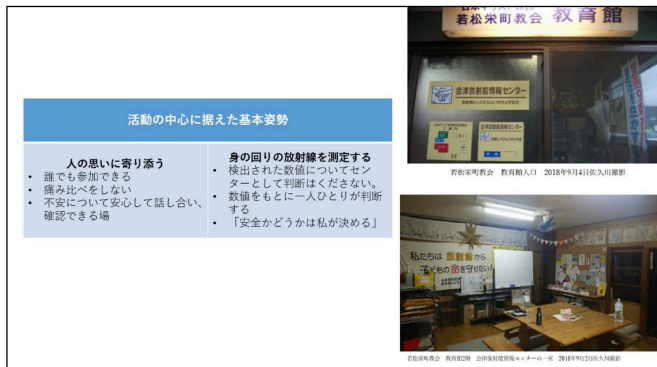 活動の中心に据えた基本姿勢
人の思いに寄り添う
• 誰でも参加できる
• 痛み比べをしない
• 不安について安心して話し合い、
確認できる場
身の回りの放射線を測定する
• 検出された数値についてセン
ターとして判断はくださない。
• 数値をもとに一人ひとりが判断
する
• 「安全かどうかは私が決める」
若松栄町教会 教育館
会津放射能情報センター
会津放射能情報センター
若松栄町教会 教育館入口 2018年9月4日佐久川撮影
私たちは 放射能から
子どもの命を守りたい!
若松栄町教会 教育館2階 会津放射能情報センターの一室 2018年9月2日佐久川撮影